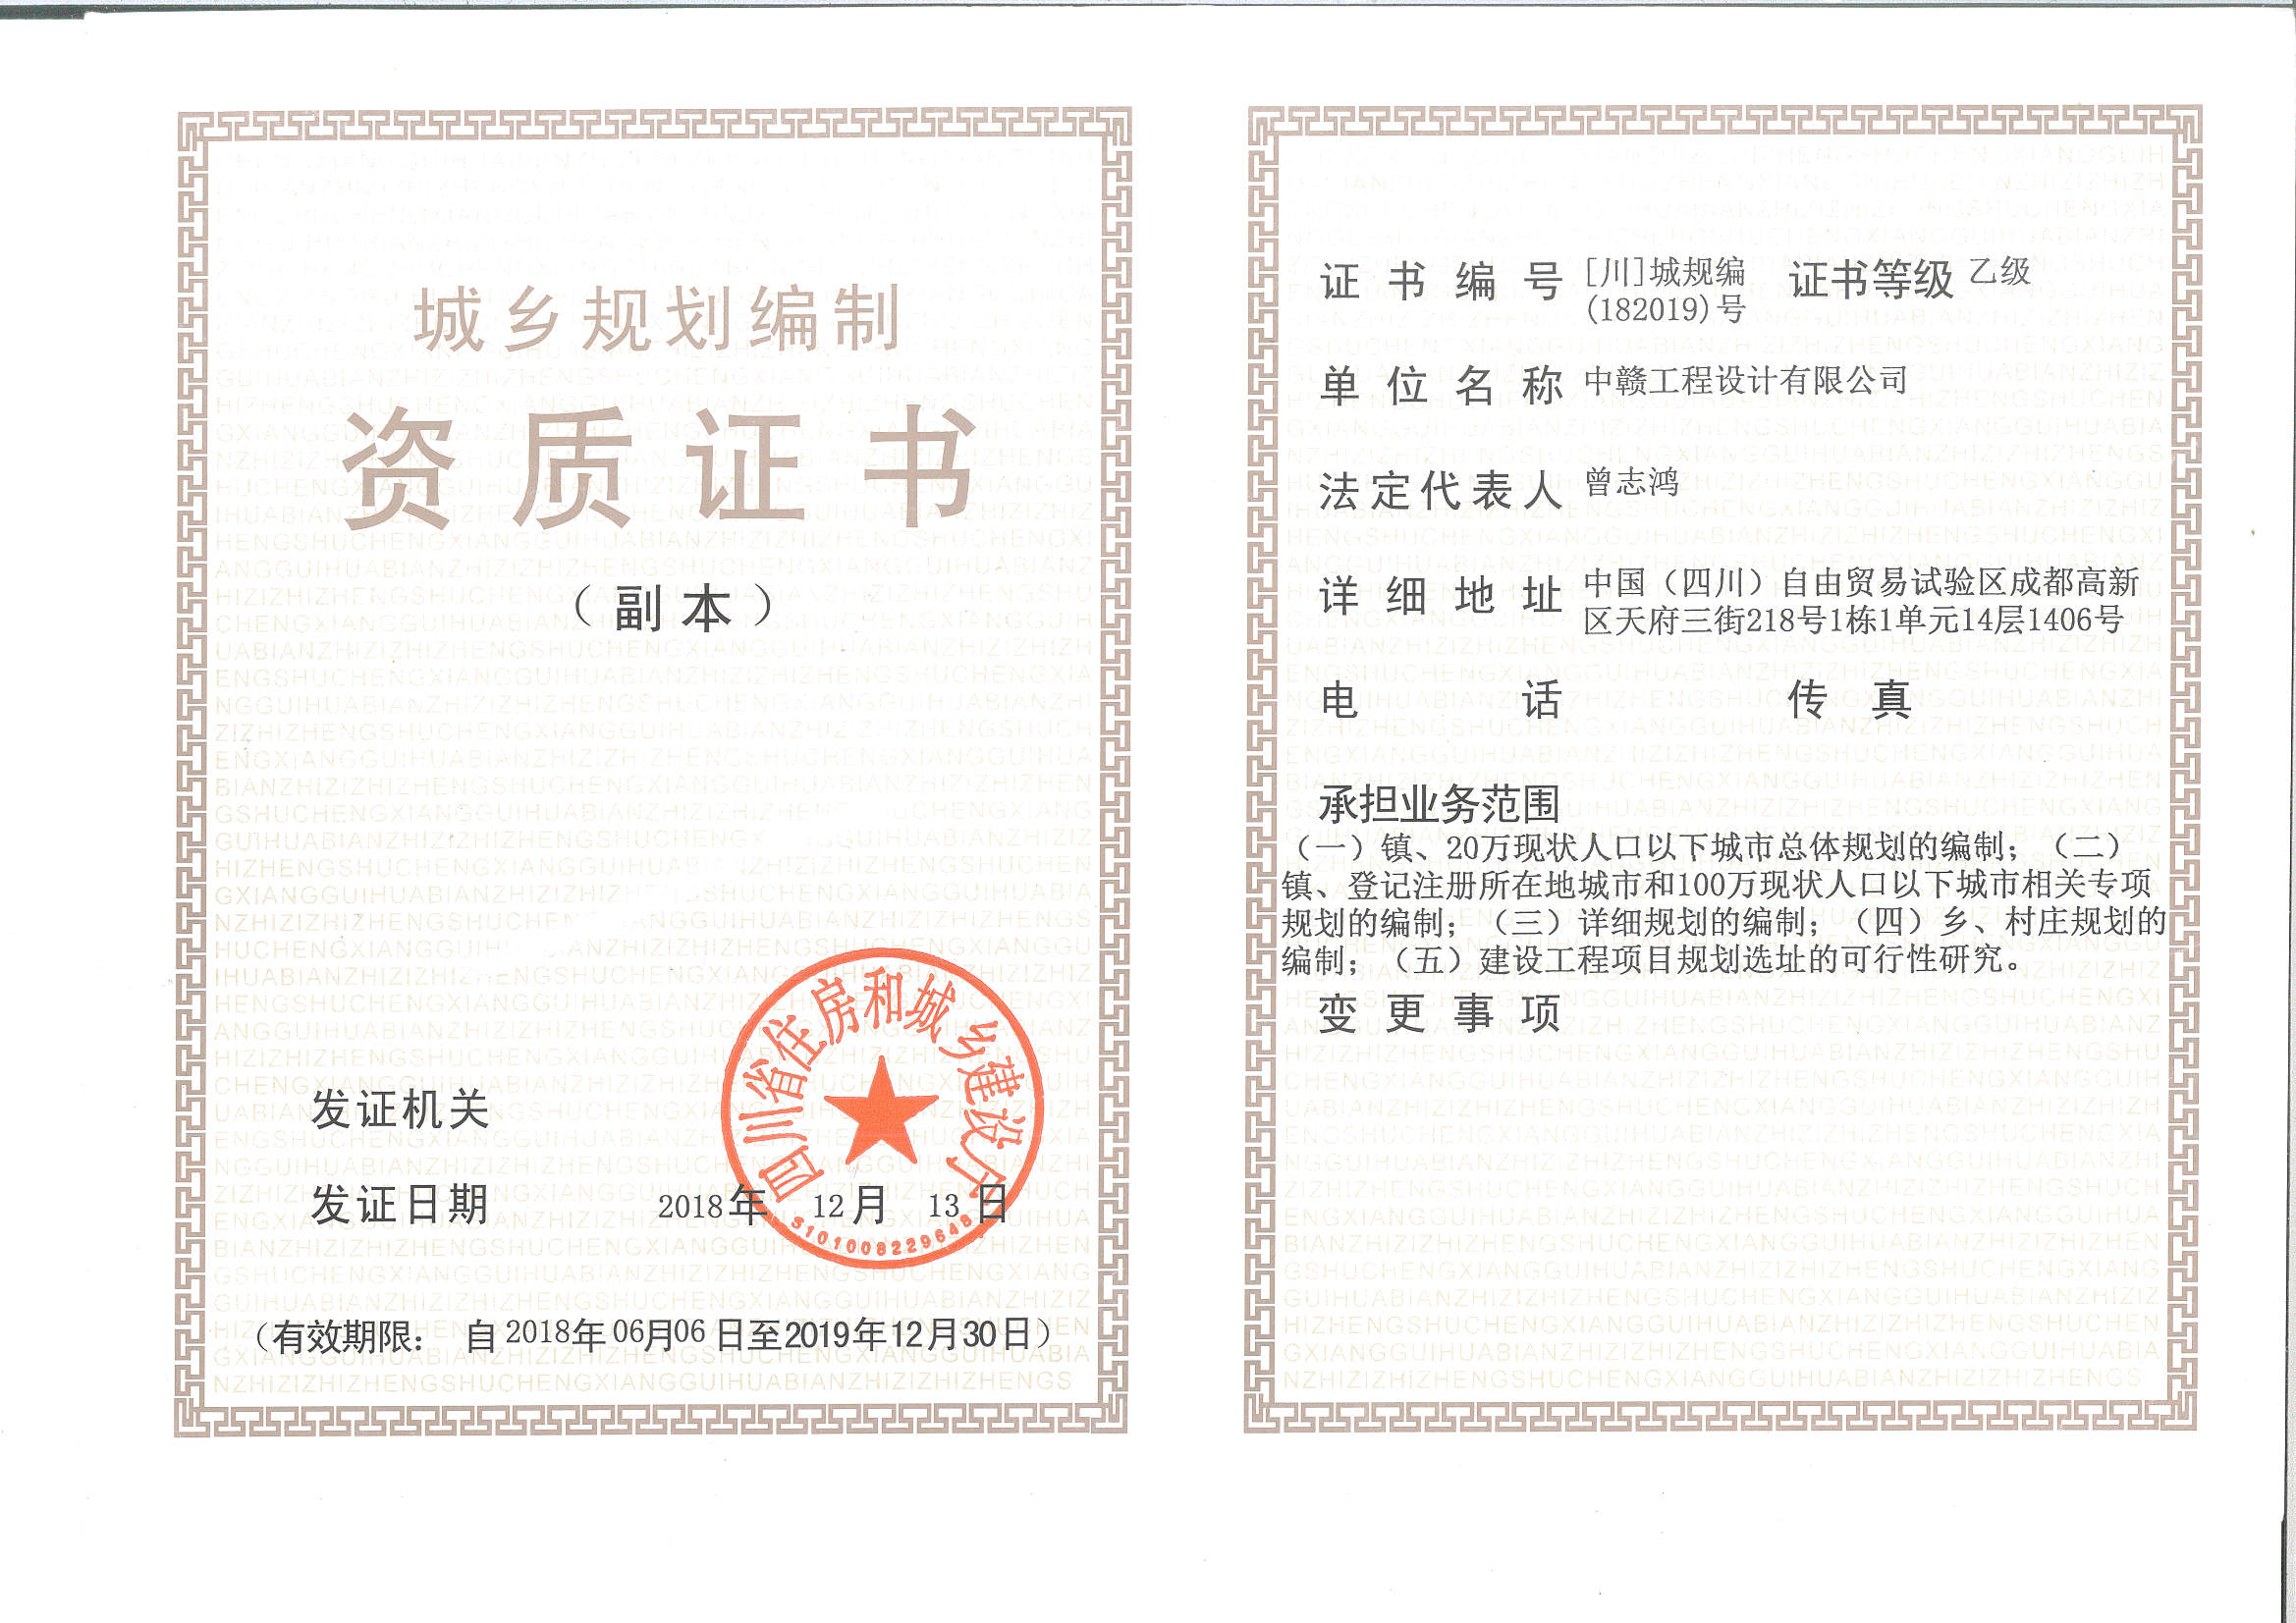 城乡规划编制
资质证书
（副本）
发证机关
四川省住房和城乡建设厅
发证日期 2018年 12月 13日
5101008229648
（有效期限： 自2018年06月06日至2019年12月30日）
证书编号 [川]城规编 证书等级 乙级
(182019)号
单位名称 中赣工程设计有限公司
法定代表人 曾志鸿
详细地址 中国（四川）自由贸易试验区成都高新
区天府三街218号1栋1单元14层1406号
电话 传真
承担业务范围
（一）镇、20万现状人口以下城市总体规划的编制；（二）
镇、登记注册所在地城市和100万现状人口以下城市相关专项
规划的编制；（三）详细规划的编制；（四）乡、村庄规划的
编制；（五）建设工程项目规划选址的可行性研究。
变更事项